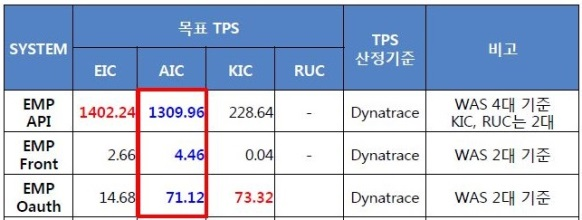 SYSTEM 목표 TPS TPS 산정기준 비고
EIC AIC KIC RUC
EMP API 1402.24 1309.96 228.64 - Dynatrace WAS 4대 기준 KIC, RUC는 2대
EMP Front 2.66 4.46 0.04 - Dynatrace WAS 2대 기준
EMP Oauth 14.68 71.12 73.32 Dynatrace WAS 2대 기준